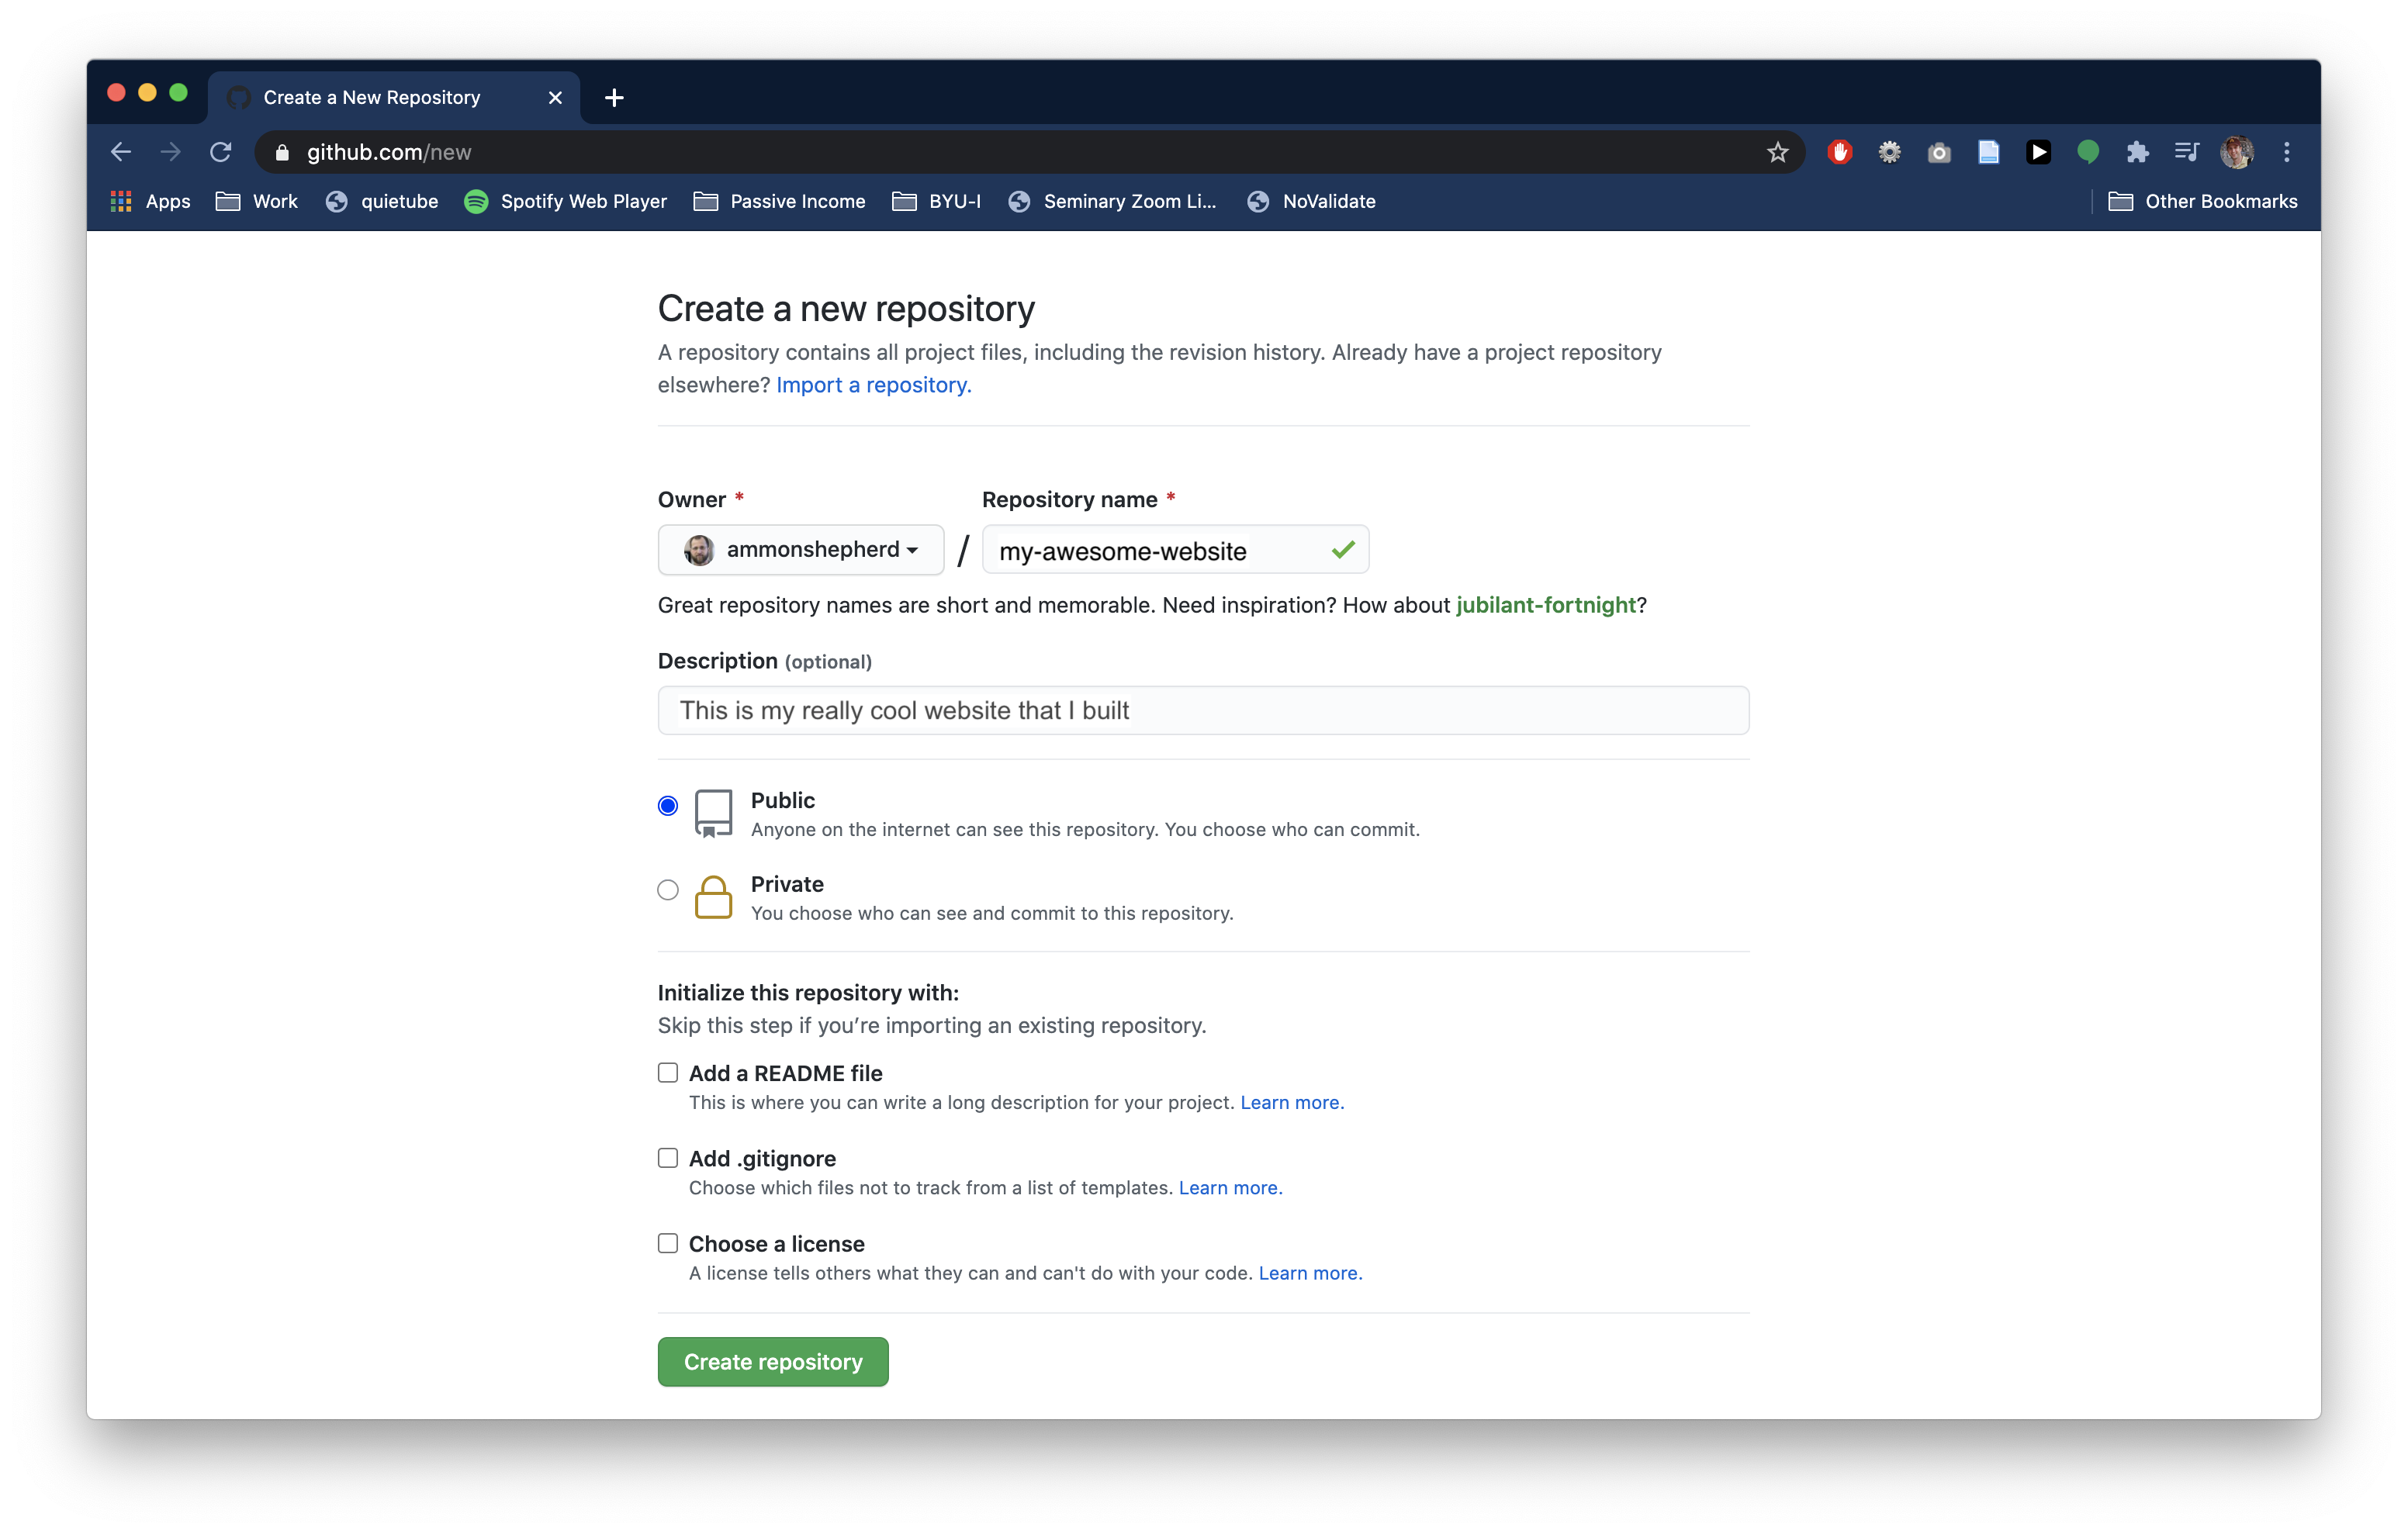 Create a New Repository
github.com/new
Apps Work quietube Spotify Web Player Passive Income BYU-I Seminary Zoom Li... NoValidate Other Bookmarks
Create a new repository
A repository contains all project files, including the revision history. Already have a project repository
elsewhere? Import a repository.
Owner * Repository name *
ammonshepherd / my-awesome-website
Great repository names are short and memorable. Need inspiration? How about jubilant-fortnight?
Description (optional)
This is my really cool website that I built
Public
Anyone on the internet can see this repository. You choose who can commit.
Private
You choose who can see and commit to this repository.
Initialize this repository with:
Skip this step if you’re importing an existing repository.
Add a README file
This is where you can write a long description for your project. Learn more.
Add .gitignore
Choose which files not to track from a list of templates. Learn more.
Choose a license
A license tells others what they can and can't do with your code. Learn more.
Create repository